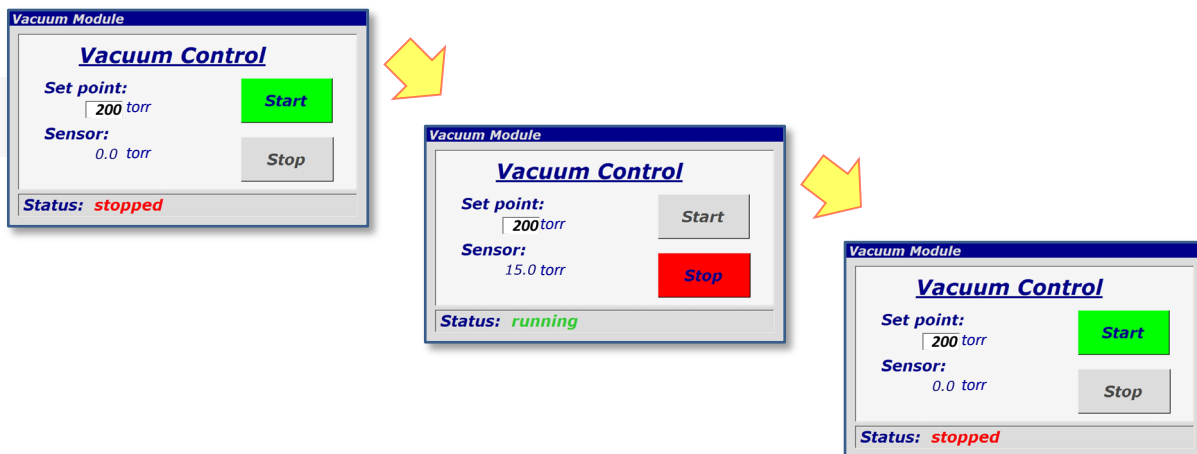 Vacuum Module
Vacuum Control
Set point:
200 torr
Start
Sensor:
0.0 torr
Stop
Status: stopped
Vacuum Module
Vacuum Control
Set point:
200 torr
Start
Sensor:
15.0 torr
Stop
Status: running
Vacuum Module
Vacuum Control
Set point:
200 torr
Start
Sensor:
0.0 torr
Stop
Status: stopped